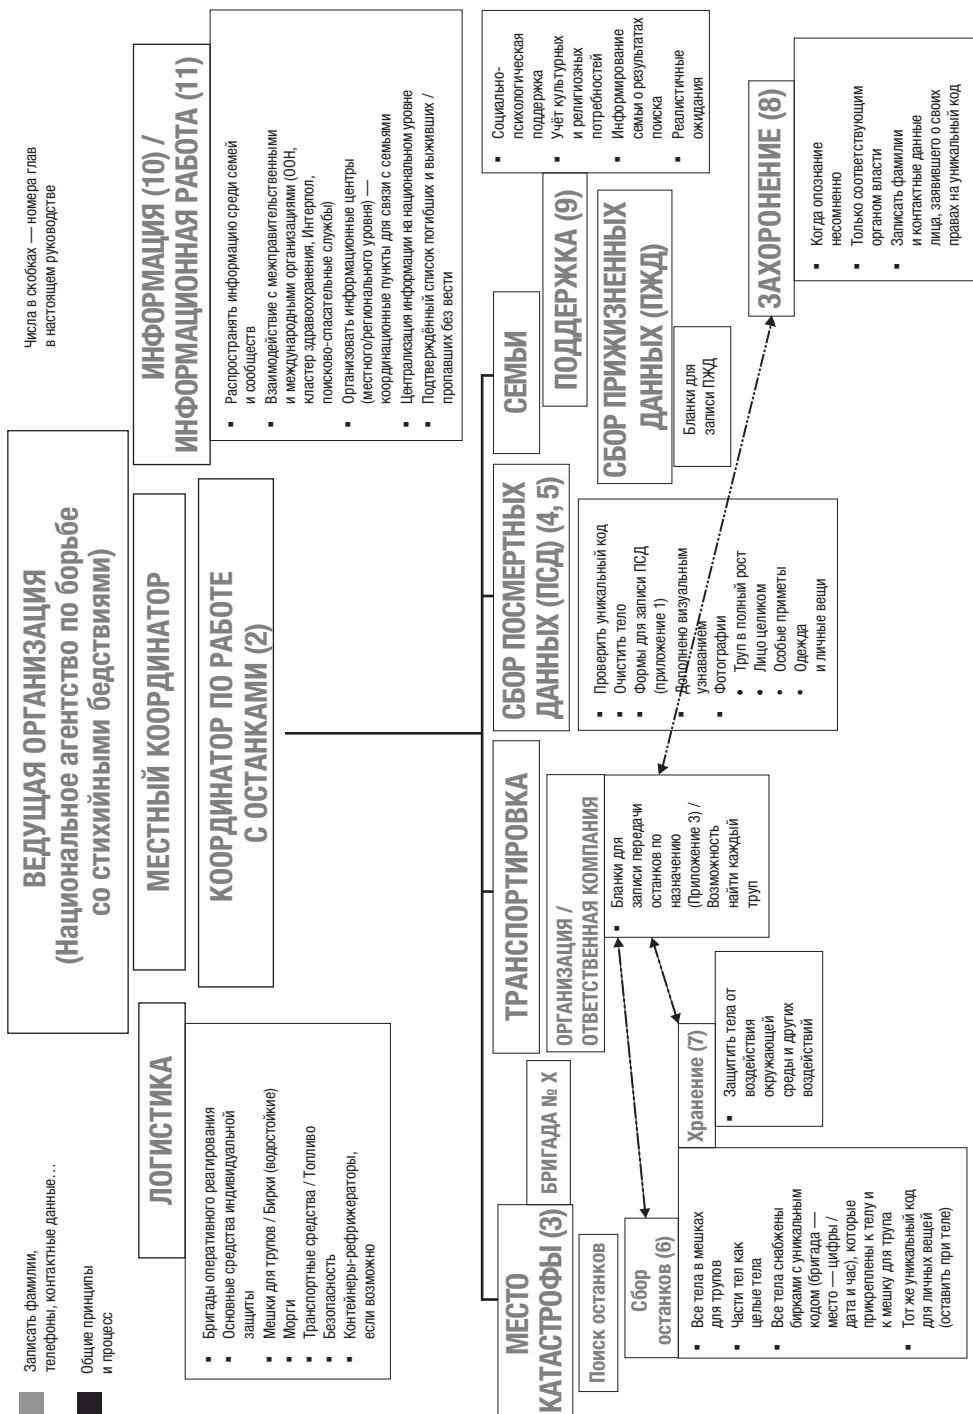 Записать фамилии,
телефоны, контактные данные…
Общие принципы
и процесс
Числа в скобках — номера глав
в настоящем руководстве
ВЕДУЩАЯ ОРГАНИЗАЦИЯ
(Национальное агентство по борьбе
со стихийными бедствиями)
ЛОГИСТИКА
▪ Бригады оперативного реагирования
▪ Основные средства индивидуальной
защиты
▪ Мешки для трупов / Бирки (водостойкие)
▪ Морги
▪ Транспортные средства / Топливо
▪ Безопасность
▪ Контейнеры-рефрижераторы,
если возможно
МЕСТНЫЙ КООРДИНАТОР
КООРДИНАТОР ПО РАБОТЕ
С ОСТАНКАМИ (2)
ИНФОРМАЦИЯ (10) /
ИНФОРМАЦИОННАЯ РАБОТА (11)
▪ Распространять информацию среди семей
и сообществ
▪ Взаимодействие с межправительственными
и международными организациями (ООН,
кластер здравоохранения, Интерпол,
поисково-спасательные службы)
▪ Организовать информационные центры
(местного/регионального уровня) —
координационные пункты для связи с семьями
▪ Централизация информации на национальном уровне
▪ Подтверждённый список погибших и выживших /
пропавших без вести
МЕСТО
КАТАСТРОФЫ (3)
БРИГАДА № X
Поиск останков
Сбор
останков (6)
▪ Все тела в мешках
для трупов
▪ Части тел как
целые тела
▪ Все тела снабжены
бирками с уникальным
кодом (бригада —
место — цифры /
дата и час), которые
прикреплены к телу и
к мешку для трупа
▪ Тот же уникальный код
для личных вещей
(оставить при теле)
Хранение (7)
▪ Защитить тела от
воздействия
окружающей
среды и других
воздействий
ТРАНСПОРТИРОВКА
ОРГАНИЗАЦИЯ /
ОТВЕТСТВЕННАЯ КОМПАНИЯ
▪ Бланки для
записи передачи
останков по
назначению
(Приложение 3) /
Возможность
найти каждый
труп
СБОР ПОСМЕРТНЫХ
ДАННЫХ (ПСД) (4, 5)
▪ Проверить уникальный код
▪ Очистить тело
▪ Формы для записи ПСД
(приложение 1)
▪ Дополнено визуальным
узнаванием
▪ Фотографии
• Труп в полный рост
• Лицо целиком
• Особые приметы
• Одежда
и личные вещи
СЕМЬИ
ПОДДЕРЖКА (9)
▪ Социально-
психологическая
поддержка
▪ Учёт культурных
и религиозных
потребностей
▪ Информирование
семьи о результатах
поиска
▪ Реалистичные
ожидания
СБОР ПРИЖИЗНЕННЫХ
ДАННЫХ (ПЖД)
Бланки для
записи ПЖД
ЗАХОРОНЕНИЕ (8)
▪ Когда опознание
несомненно
▪ Только соответствующим
органом власти
▪ Записать фамилии
и контактные данные
лица, заявившего о своих
правах на уникальный код